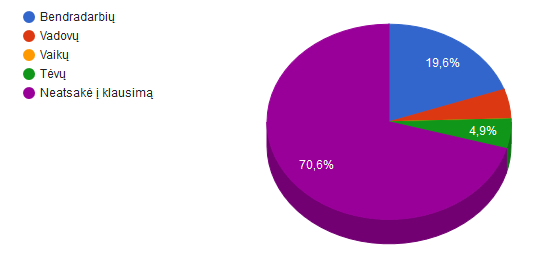 Bendradarbių
Vadovų
Vaikų
Tėvų
Neatsakė į klausimą
19,6%
4,9%
70,6%